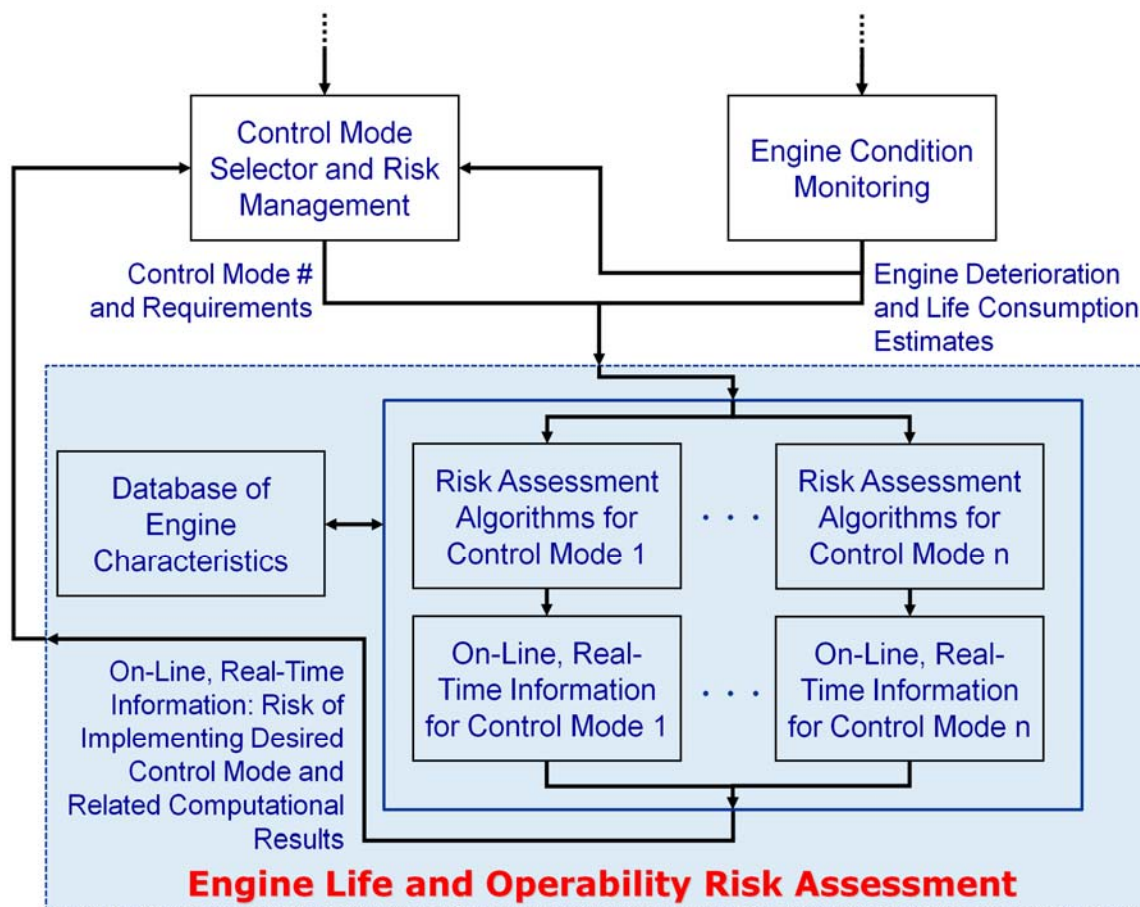 Control Mode
Selector and Risk
Management
Engine Condition
Monitoring
Control Mode #
and Requirements
Engine Deterioration
and Life Consumption
Estimates
Database of
Engine
Characteristics
Risk Assessment
Algorithms for
Control Mode 1
. . .
Risk Assessment
Algorithms for
Control Mode n
On-Line, Real-
Time Information
for Control Mode 1
. . .
On-Line, Real-
Time Information
for Control Mode n
On-Line, Real-Time
Information: Risk of
Implementing Desired
Control Mode and
Related Computational
Results
Engine Life and Operability Risk Assessment